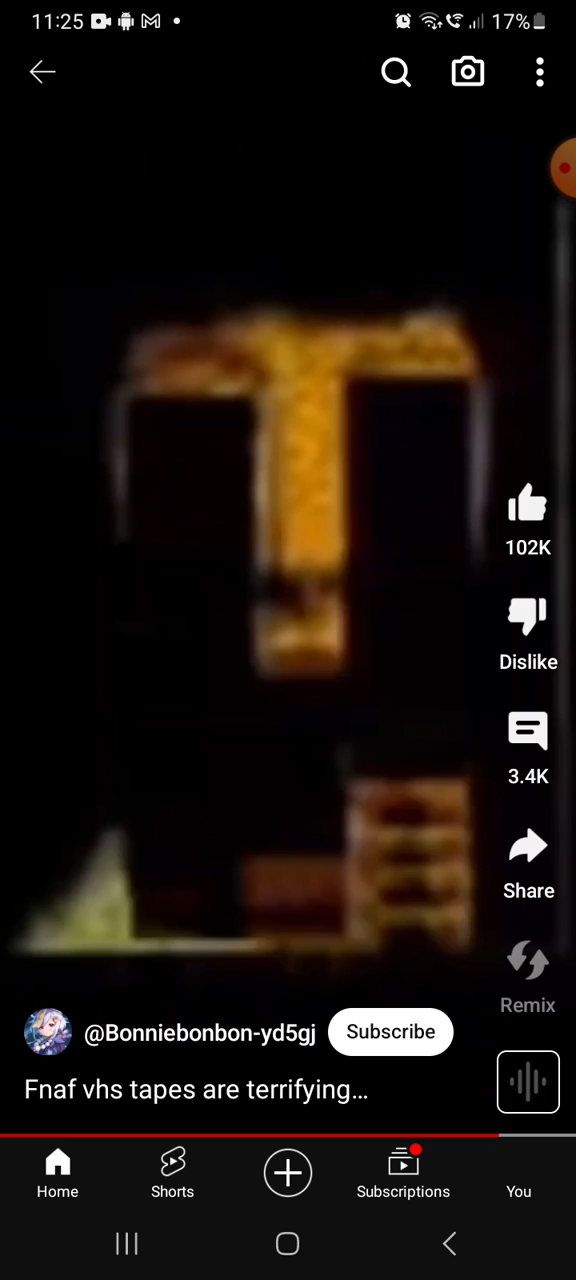 11:25
17%
102K
Dislike
3.4K
Share
Remix
@Bonniebonbon-yd5gj Subscribe
Fnaf vhs tapes are terrifying...
Home Shorts Subscriptions You